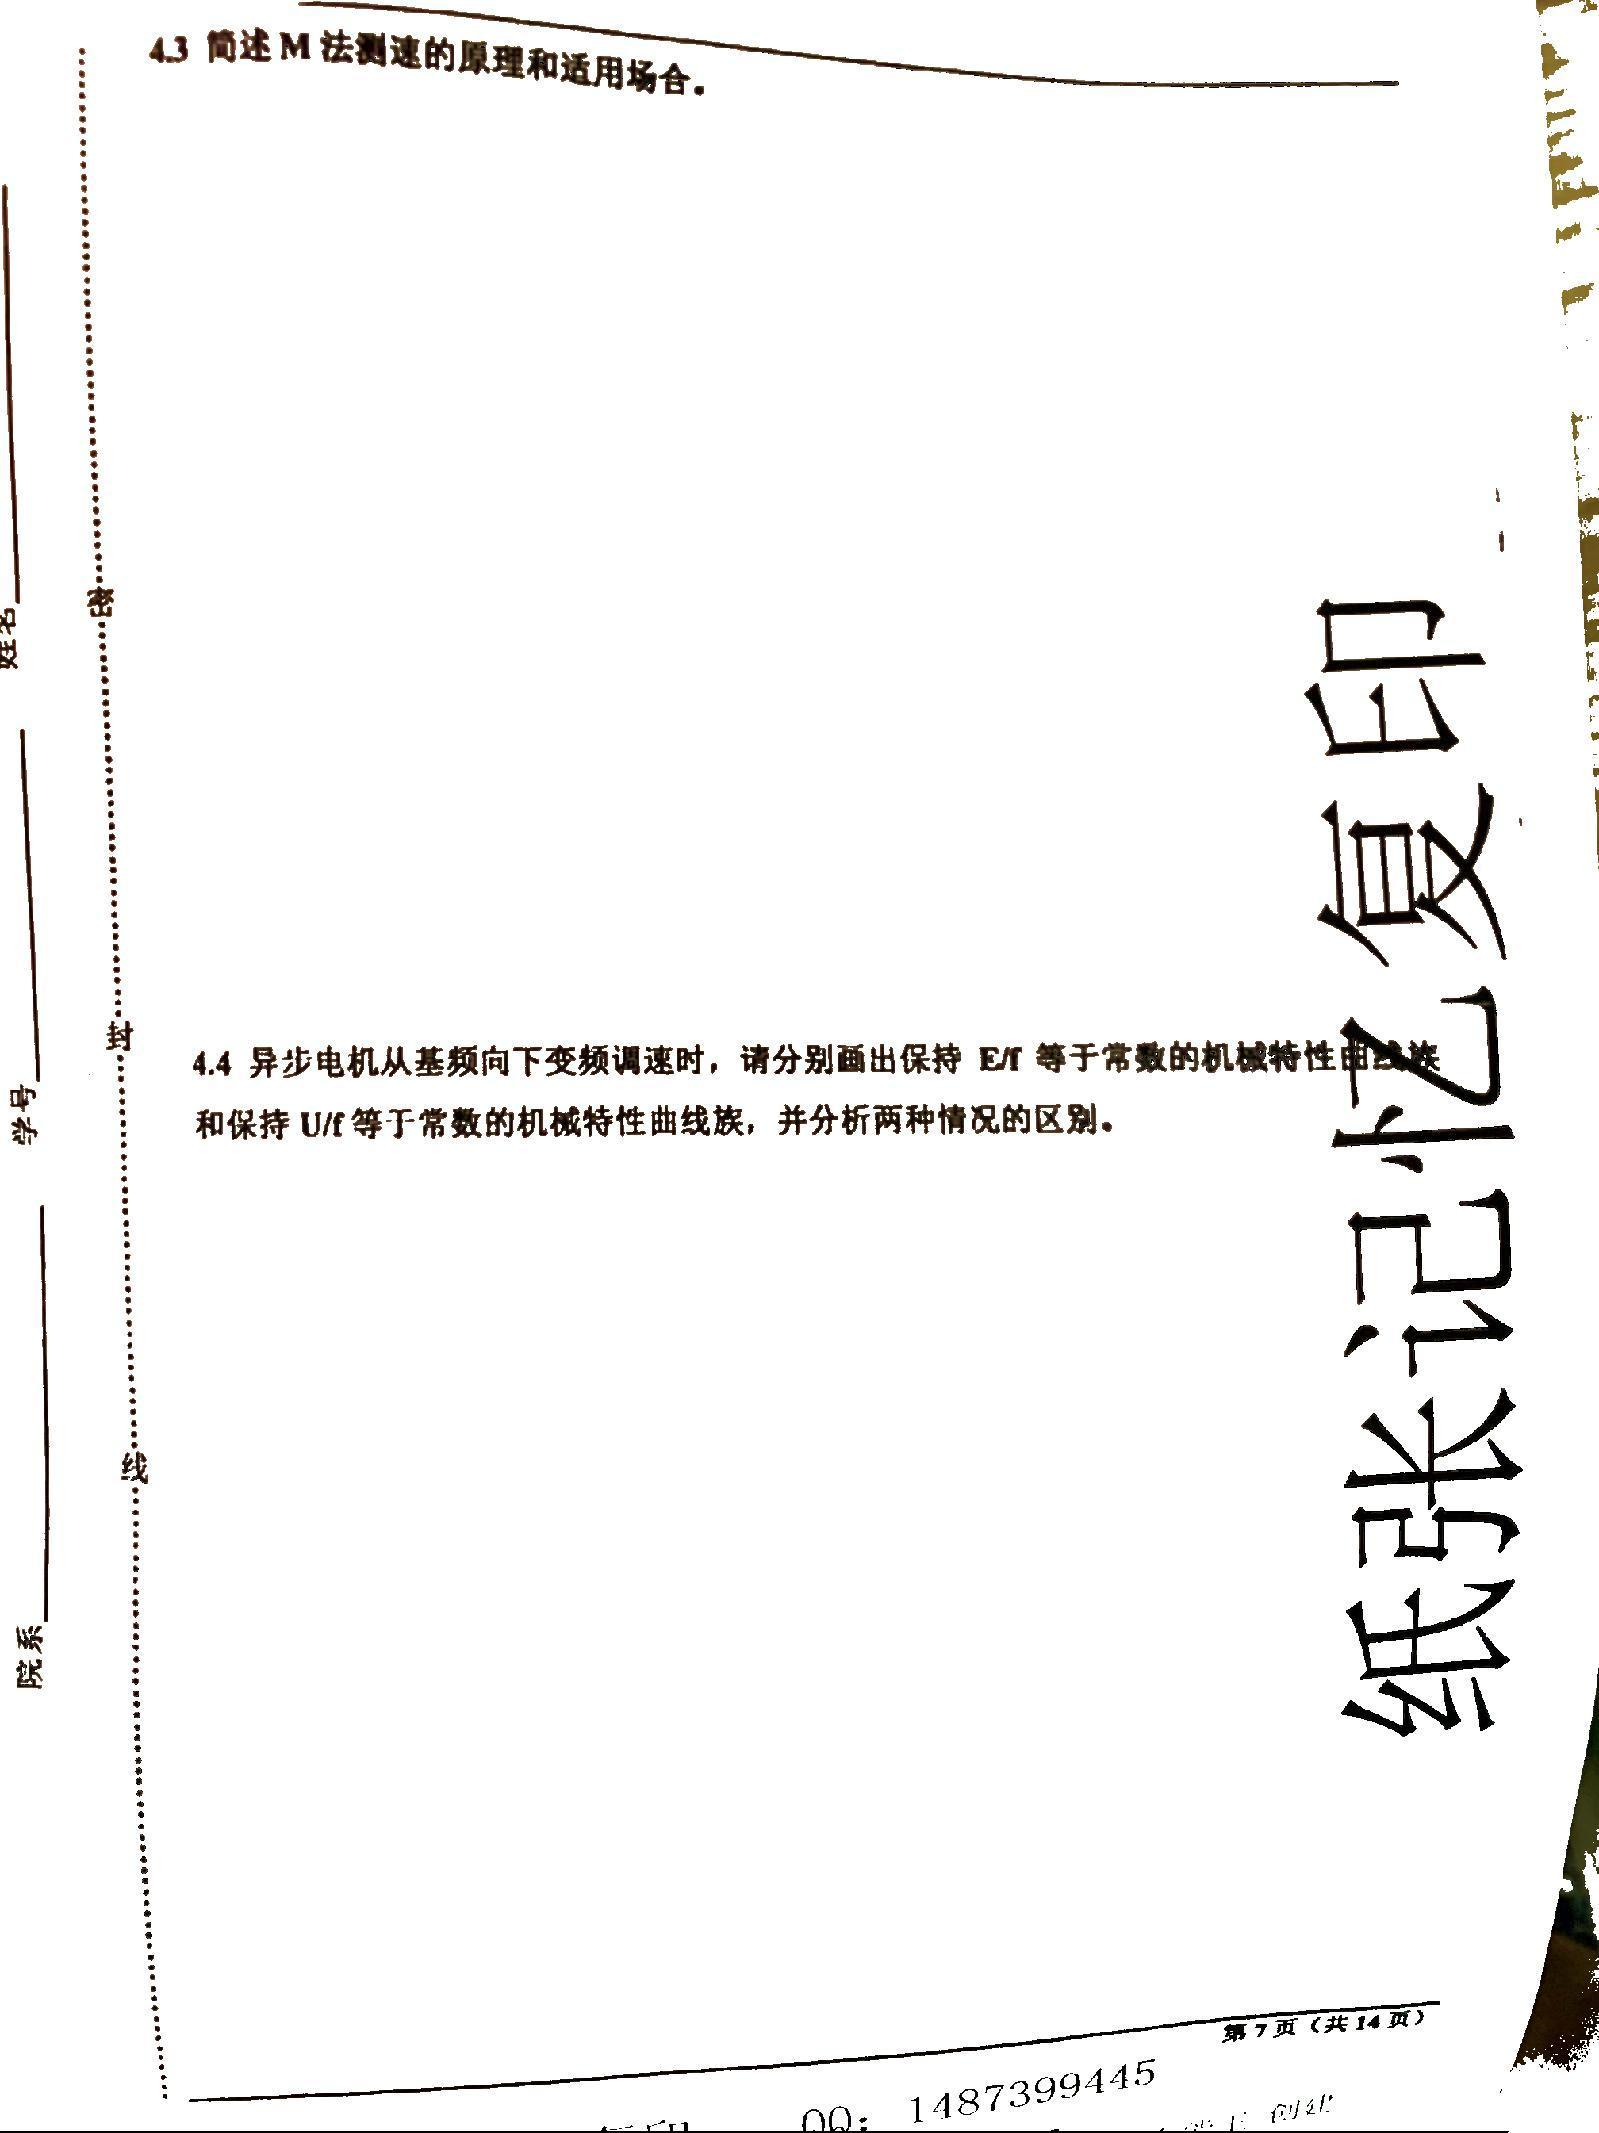 4.3 简述 M 法测速的原理和适用场合。
姓名
密
封
4.4 异步电机从基频向下变频调速时，请分别画出保持 E/f 等于常数的机械特性曲线族
和保持 U/f 等于常数的机械特性曲线族，并分析两种情况的区别。
学号
线
院系
纸张记忆复印
第 7 页（共 14 页）
QQ：1487399445